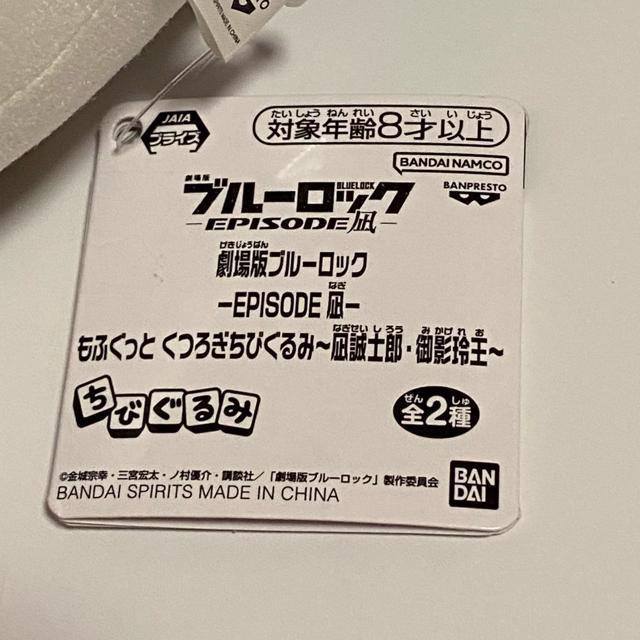 MADE IN CHINA
JAIA
プライズ
たいしょうねんれい さいいじょう
対象年齢8才以上
BANDAI NAMCO
BANPRESTO
劇場版
ブルーロック
BLUELOCK
-EPISODE凪-
げきじょうばん
劇場版ブルーロック
なぎ
-EPISODE 凪-
なぎせいしろう みかげれお
もふぐっと くつろぎちびぐるみ～凪誠士郎・御影玲王～
ちびぐるみ
ぜん しゅ
全2種
©金城宗幸・三宮宏太・ノ村優介・講談社/「劇場版ブルーロック」製作委員会
BANDAI SPIRITS MADE IN CHINA
BAN
DAI